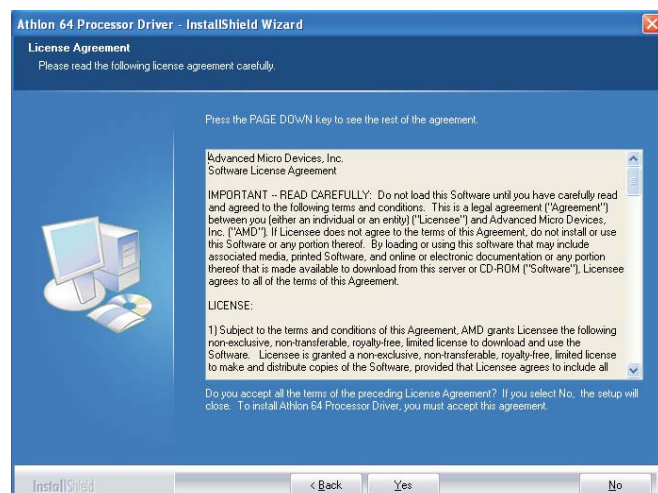 Athlon 64 Processor Driver - InstallShield Wizard
License Agreement
Please read the following license agreement carefully.
Press the PAGE DOWN key to see the rest of the agreement.
Advanced Micro Devices, Inc.
Software License Agreement
IMPORTANT -- READ CAREFULLY:  Do not load this Software until you have carefully read
and agreed to the following terms and conditions.  This is a legal agreement ("Agreement")
between you (either an individual or an entity) ("Licensee") and Advanced Micro Devices,
Inc. ("AMD"). If Licensee does not agree to the terms of this Agreement, do not install or use
this Software or any portion thereof.  By loading or using this software that may include
associated media, printed Software, and online or electronic documentation or any portion
thereof that is made available to download from this server or CD-ROM ("Software"), Licensee
agrees to all of the terms of this Agreement.
LICENSE:
1) Subject to the terms and conditions of this Agreement, AMD grants Licensee the following
non-exclusive, non-transferable, royalty-free, limited license to download and use the
Software.  Licensee is granted a non-exclusive, non-transferable, royalty-free, limited license
to make and distribute copies of the Software, provided that Licensee agrees to include all
Do you accept all the terms of the preceding License Agreement?  If you select No,  the setup will
close.  To install Athlon 64 Processor Driver, you must accept this agreement.
InstallShield
< Back
Yes
No